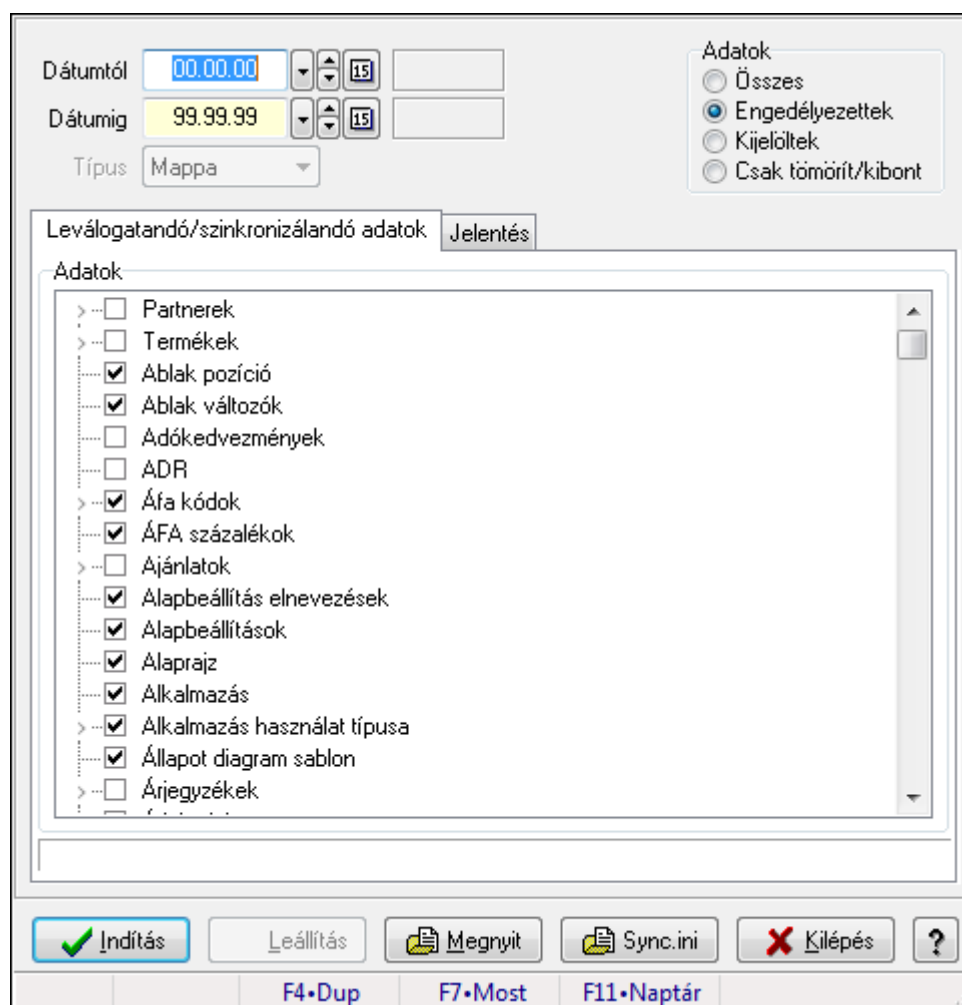 Dátumtól 00.00.00 15
Dátumig 99.99.99 15
Típus Mappa
Adatok
Összes
Engedélyezettek
Kijelöltek
Csak tömörít/kibont
Leválogatandó/szinkronizálandó adatok Jelentés
Adatok
Partnerek
Termékek
Ablak pozíció
Ablak változók
Adókedvezmények
ADR
Áfa kódok
ÁFA százalékok
Ajánlatok
Alapbeállítás elnevezések
Alapbeállítások
Alaprajz
Alkalmazás
Alkalmazás használat típusa
Állapot diagram sablon
Árjegyzékek
Indítás Leállítás Megnyit Sync.ini Kilépés ?
F4•Dup F7•Most F11•Naptár